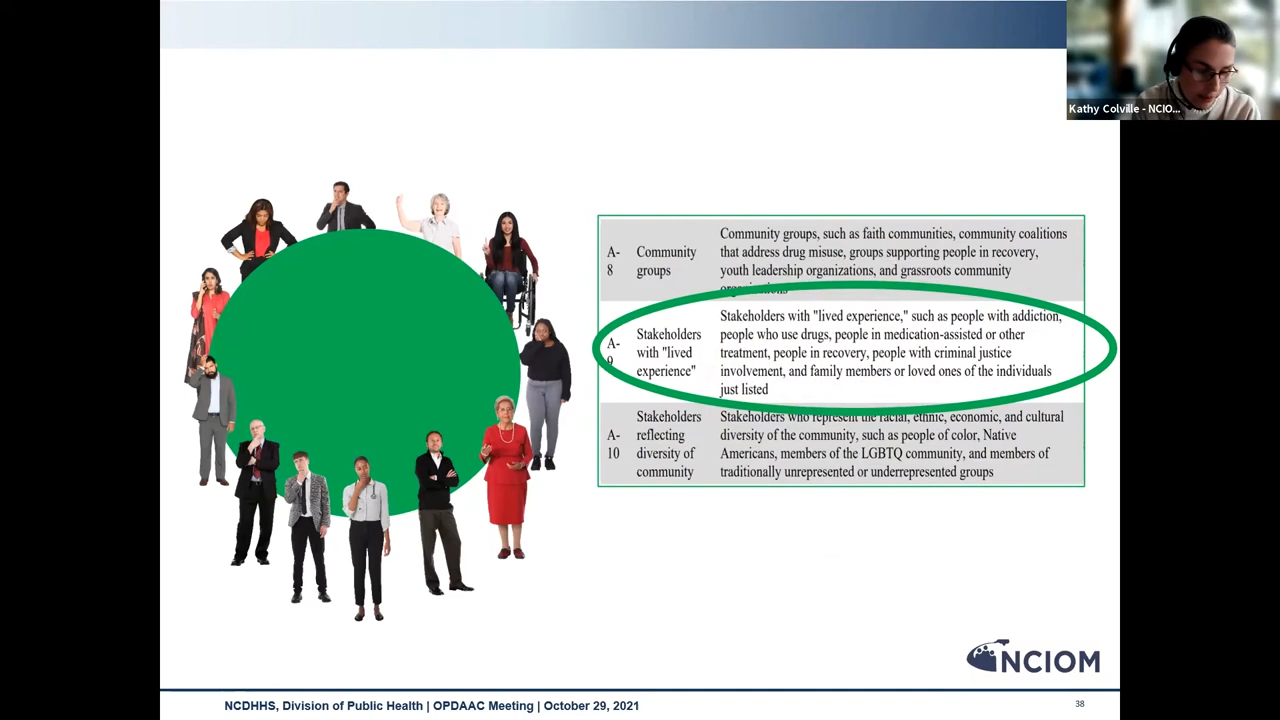 Kathy Colville - NCIO...
A-
8
Community
groups
Community groups, such as faith communities, community coalitions
that address drug misuse, groups supporting people in recovery,
youth leadership organizations, and grassroots community
organizations
A-
9
Stakeholders
with "lived
experience"
Stakeholders with "lived experience," such as people with addiction,
people who use drugs, people in medication-assisted or other
treatment, people in recovery, people with criminal justice
involvement, and family members or loved ones of the individuals
just listed
A-
10
Stakeholders
reflecting
diversity of
community
Stakeholders who represent the racial, ethnic, economic, and cultural
diversity of the community, such as people of color, Native
Americans, members of the LGBTQ community, and members of
traditionally unrepresented or underrepresented groups
NCIOM
NCDHHS, Division of Public Health | OPDAAC Meeting | October 29, 2021
38